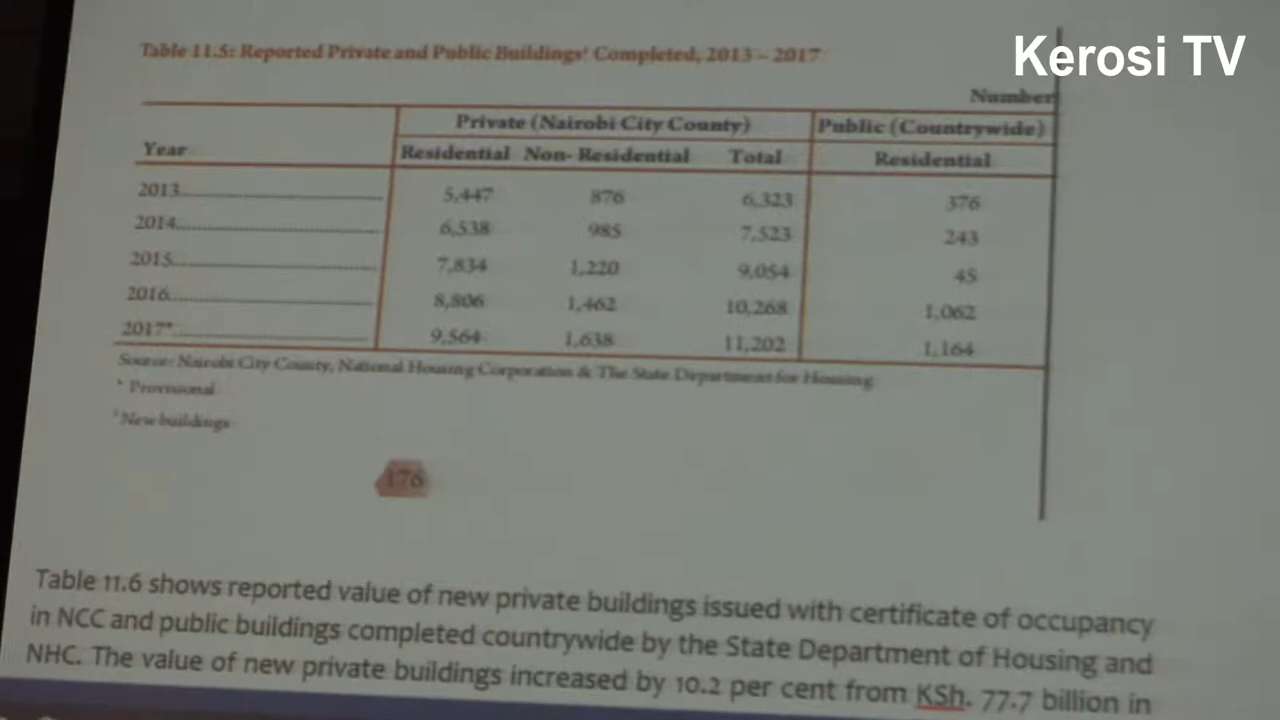 Kerosi TV
Table 11.5: Reported Private and Public Buildings¹ Completed, 2013 – 2017
Number
Private (Nairobi City County) Public (Countrywide)
Year Residential Non- Residential Total Residential
2013 5,447 876 6,323 376
2014 6,538 985 7,523 243
2015 7,834 1,220 9,054 45
2016 8,806 1,462 10,268 1,062
2017* 9,564 1,638 11,202 1,164
Source: Nairobi City County, National Housing Corporation & The State Department for Housing
* Provisional
¹ New buildings
176
Table 11.6 shows reported value of new private buildings issued with certificate of occupancy
in NCC and public buildings completed countrywide by the State Department of Housing and
NHC. The value of new private buildings increased by 10.2 per cent from KSh. 77.7 billion in